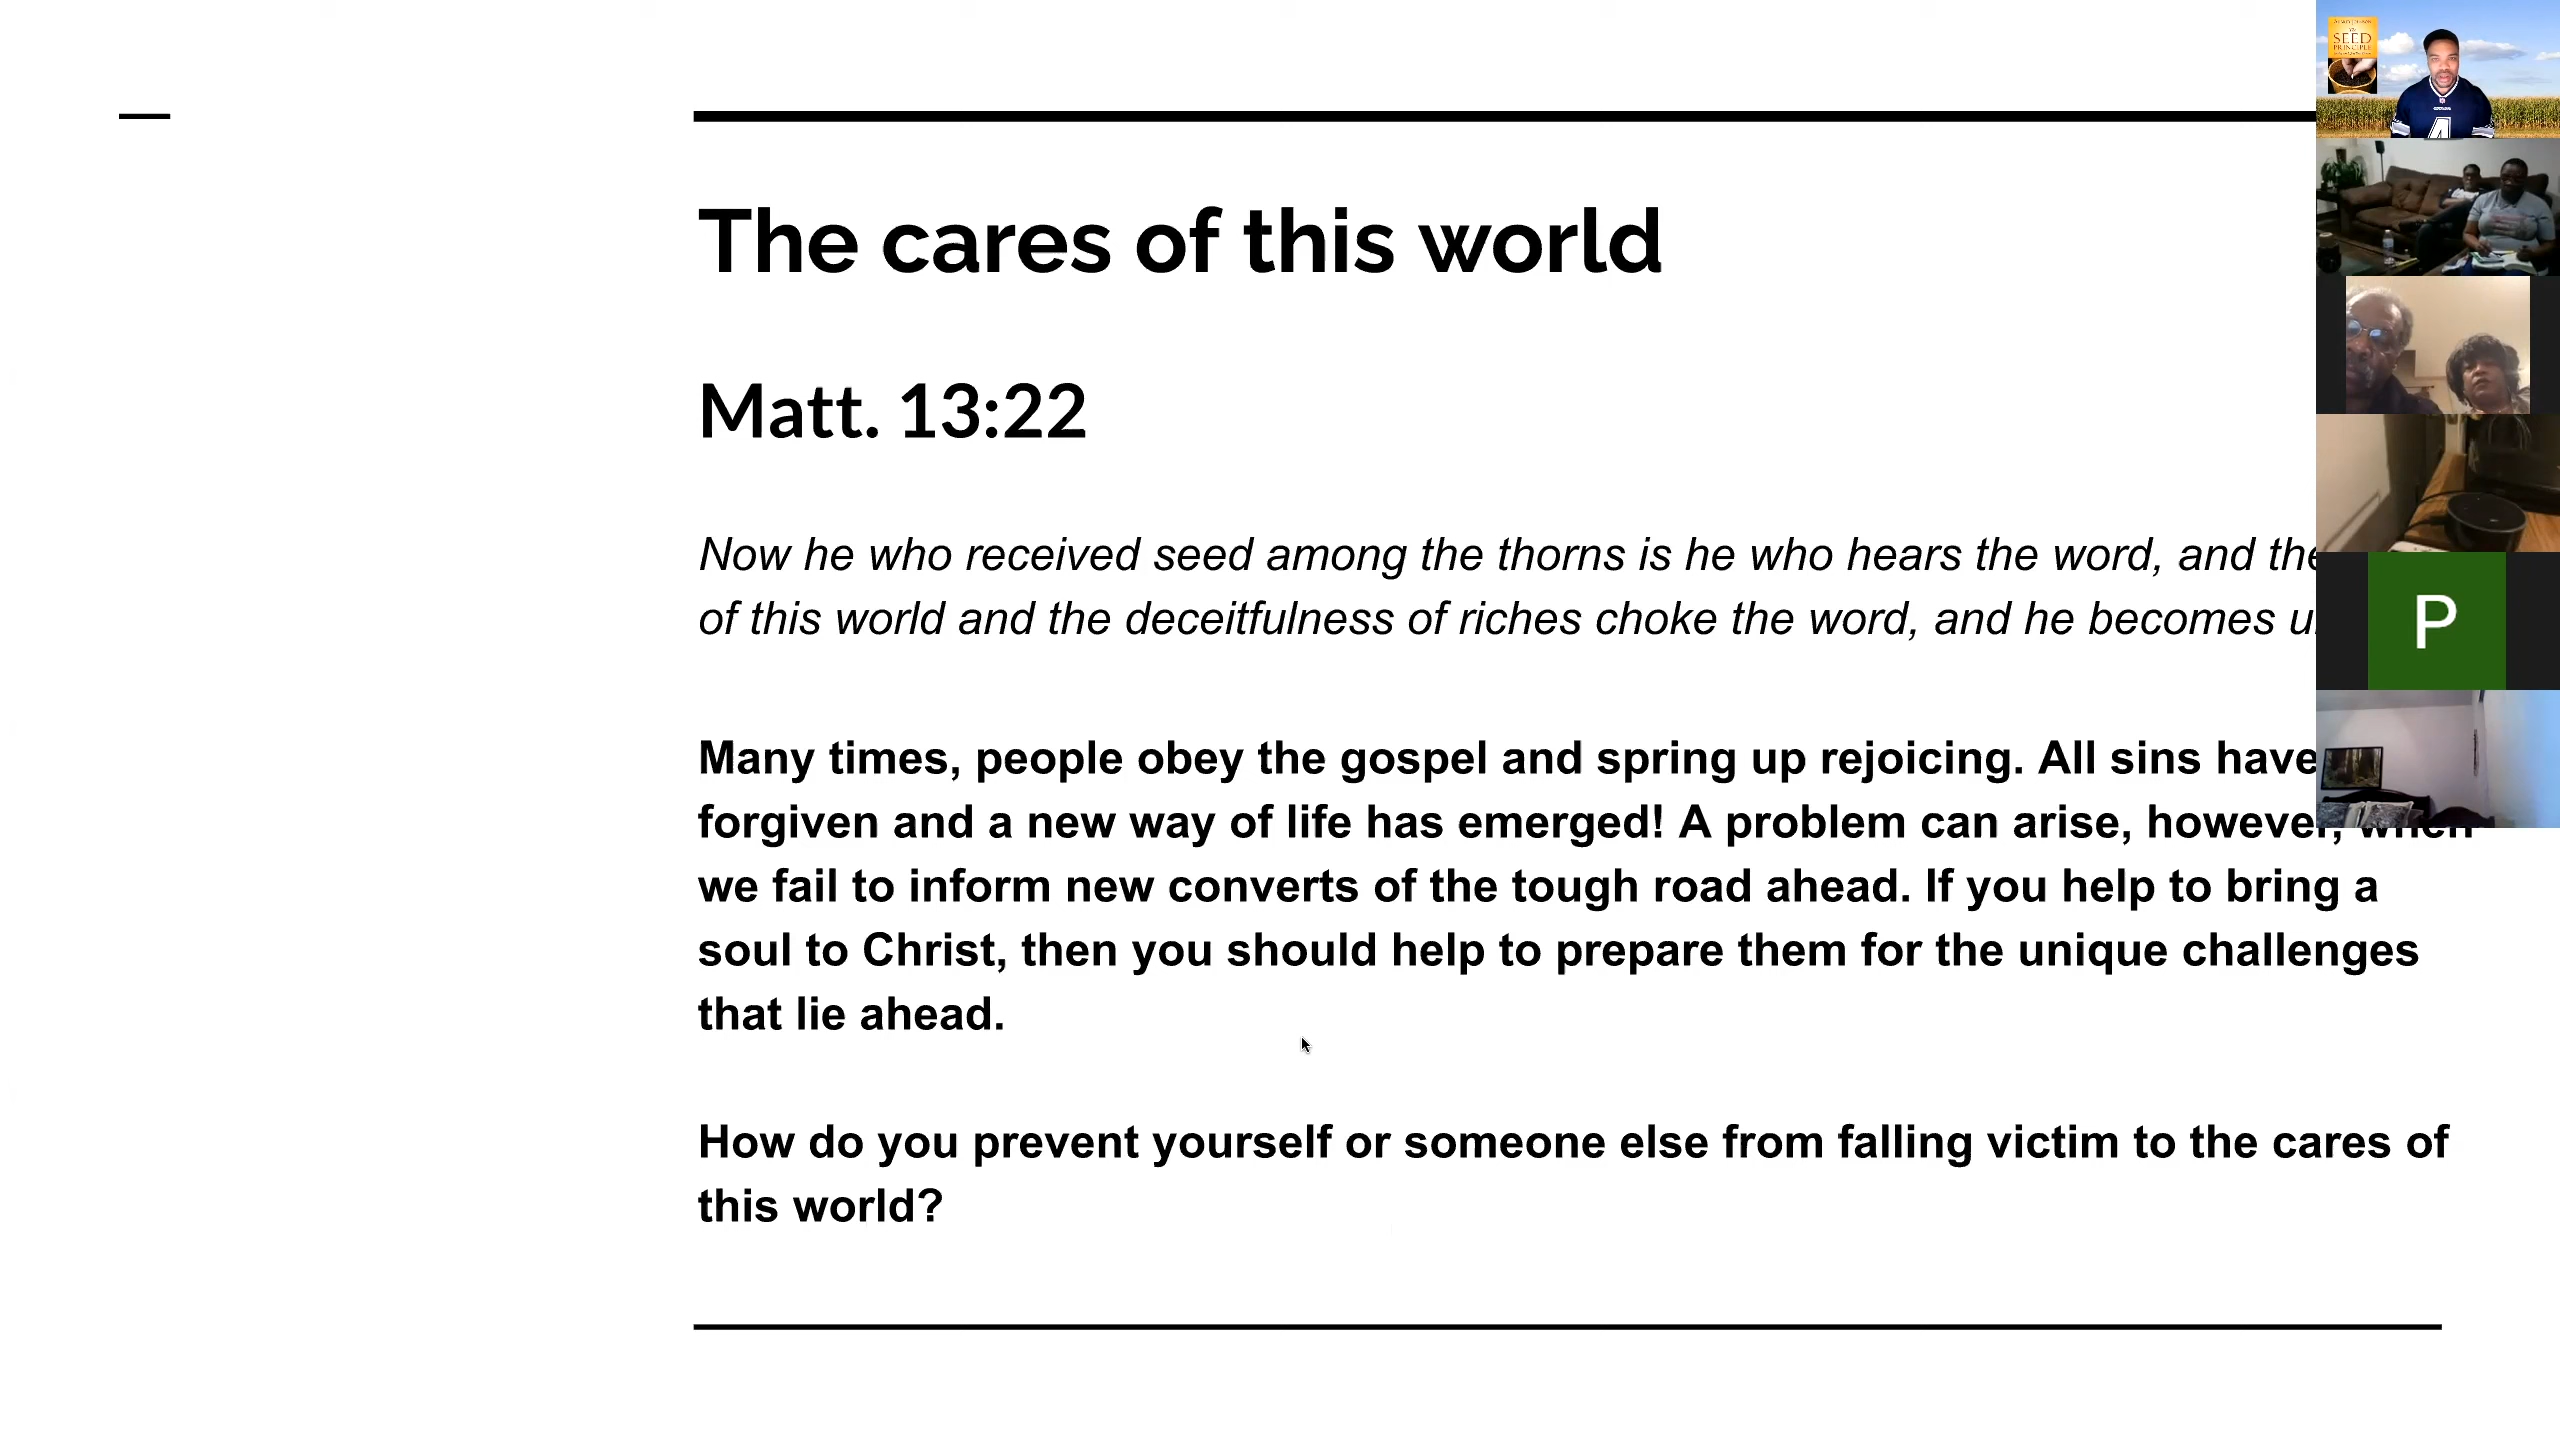 The cares of this world
Matt. 13:22
Now he who received seed among the thorns is he who hears the word, and the
of this world and the deceitfulness of riches choke the word, and he becomes
Many times, people obey the gospel and spring up rejoicing. All sins have
forgiven and a new way of life has emerged! A problem can arise, however, when
we fail to inform new converts of the tough road ahead. If you help to bring a
soul to Christ, then you should help to prepare them for the unique challenges
that lie ahead.
How do you prevent yourself or someone else from falling victim to the cares of
this world?
SEED
PRINCIPLE
4
P